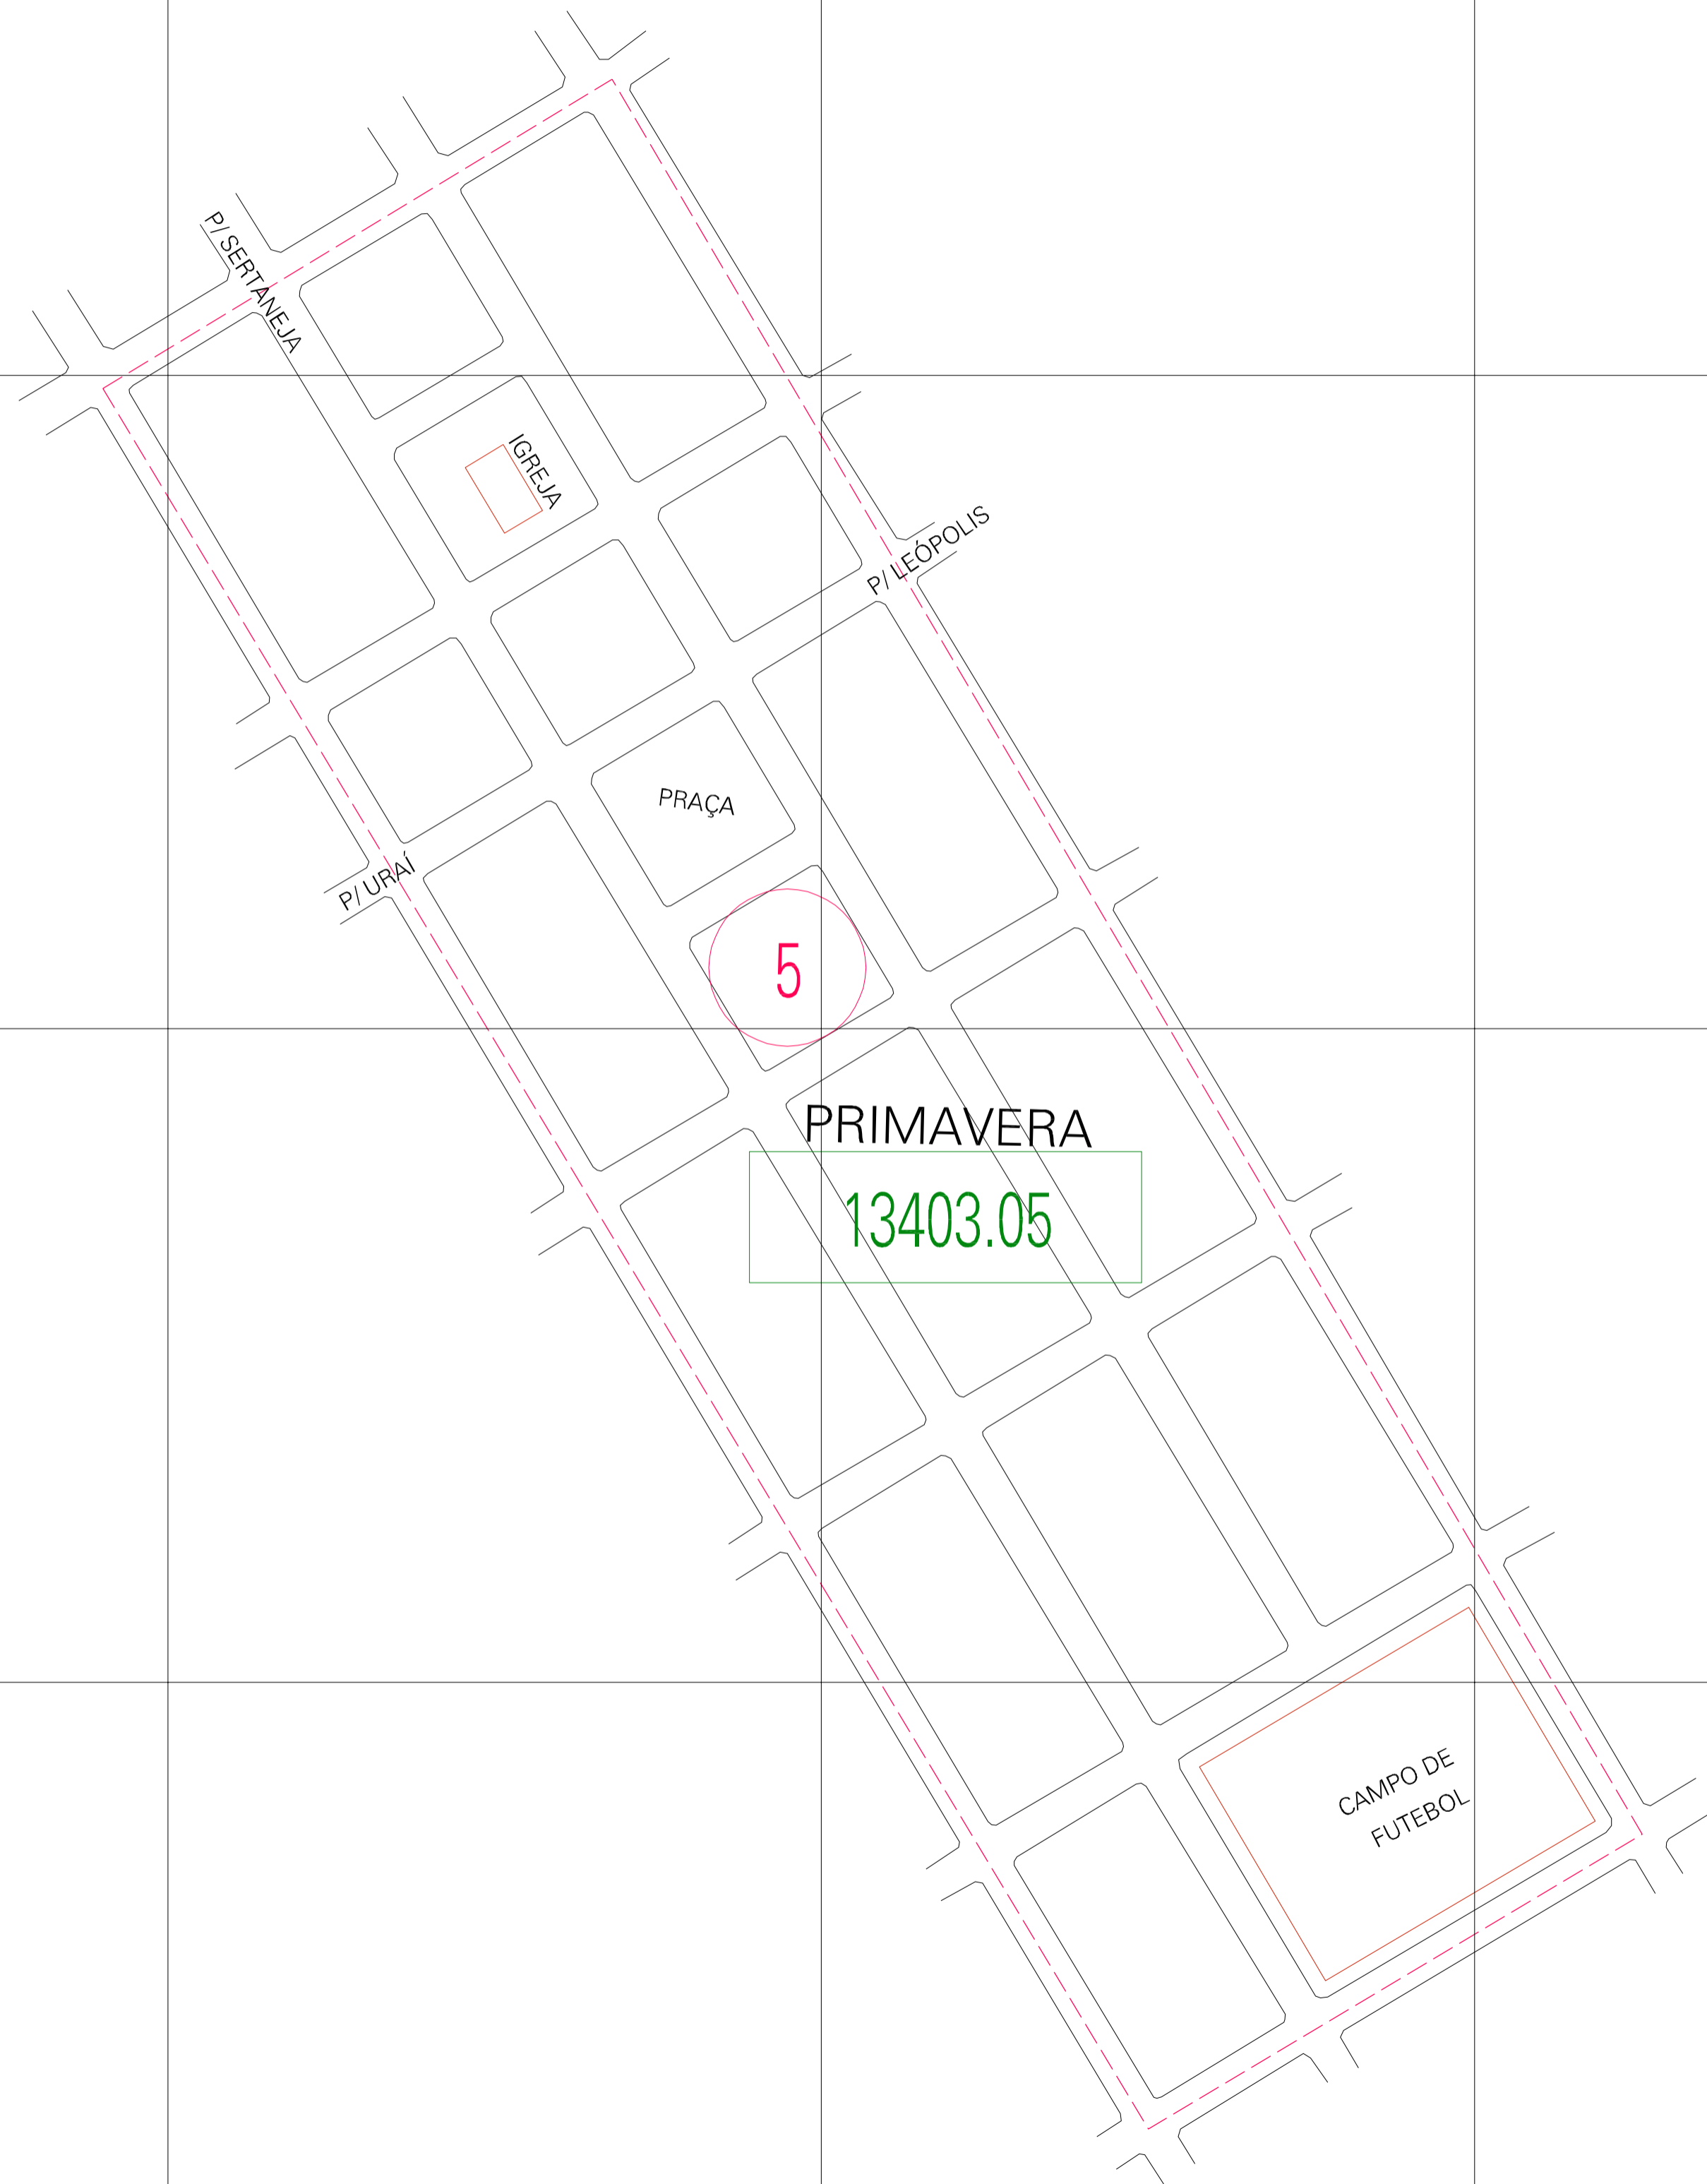 P/ SERTANEJA
IGREJA
P/ LEÓPOLIS
PRAÇA
P/ URAÍ
5
PRIMAVERA
13403.05
CAMPO DE
FUTEBOL